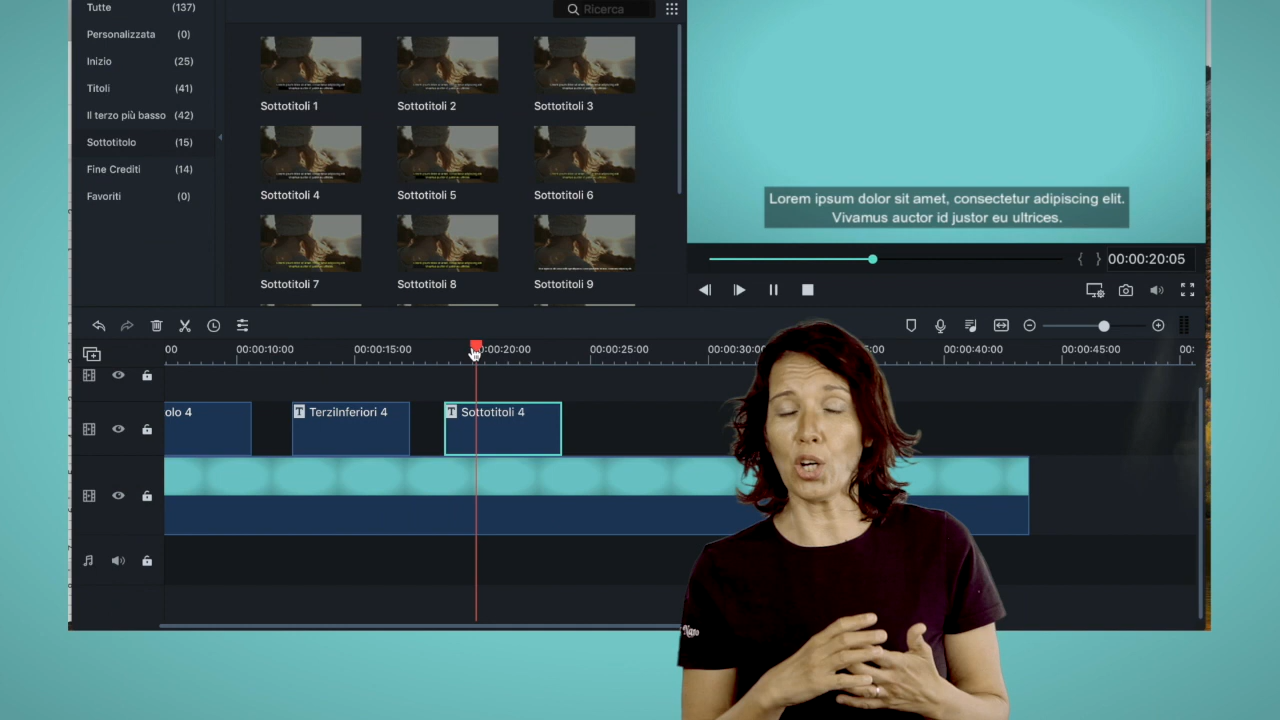 Tutte (137)
Personalizzata (0)
Inizio (25)
Titoli (41)
Il terzo più basso (42)
Sottotitolo (15)
Fine Crediti (14)
Favoriti (0)
Ricerca
Sottotitoli 1 Sottotitoli 2 Sottotitoli 3
Sottotitoli 4 Sottotitoli 5 Sottotitoli 6
Sottotitoli 7 Sottotitoli 8 Sottotitoli 9
Lorem ipsum dolor sit amet, consectetur adipiscing elit.
Vivamus auctor id justor eu ultrices.
00:00:20:05
00 00:00:10:00 00:00:15:00 00:00:20:00 00:00:25:00 00:00:30:0 5:00 00:00:40:00 00:00:45:00 00:
olo 4 T TerziInferiori 4 T Sottotitoli 4